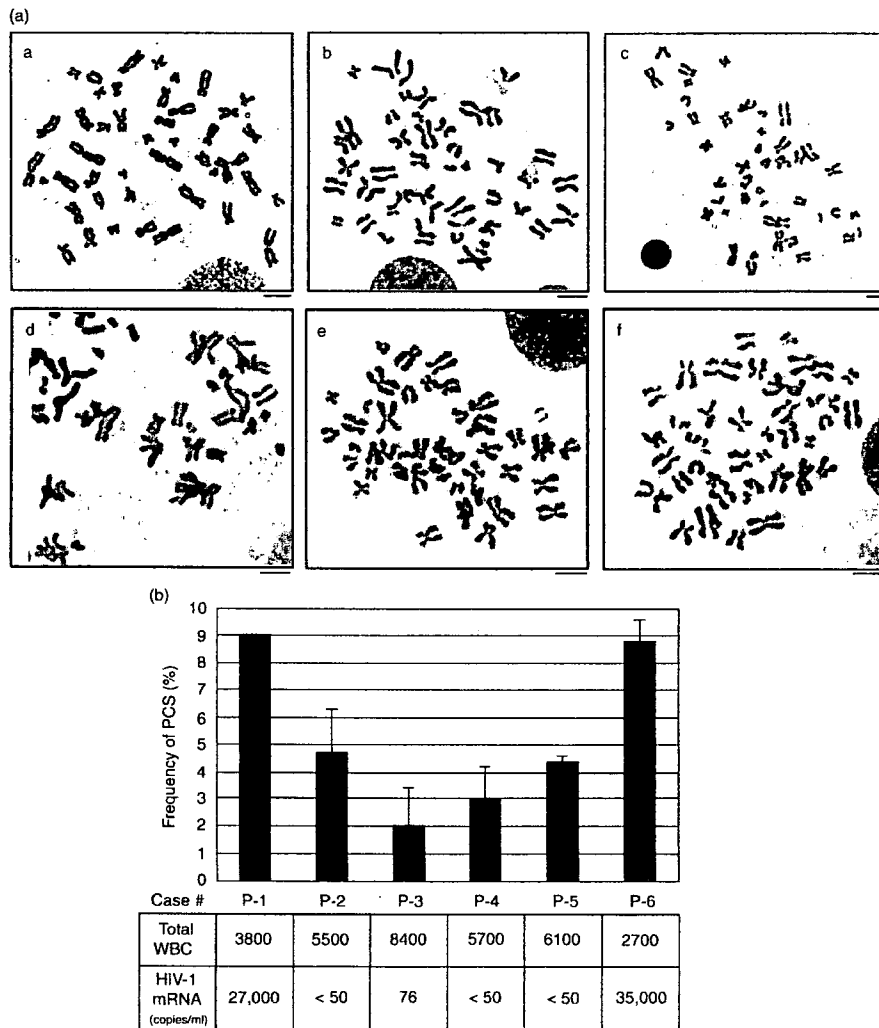 (a)
a
b
c
d
e
f
(b)
Frequency of PCS (%)
10
9
8
7
6
5
4
3
2
1
0
Case # P-1 P-2 P-3 P-4 P-5 P-6
Total WBC 3800 5500 8400 5700 6100 2700
HiV-1 mRNA (copies/ml) 27,000 < 50 76 < 50 < 50 35,000